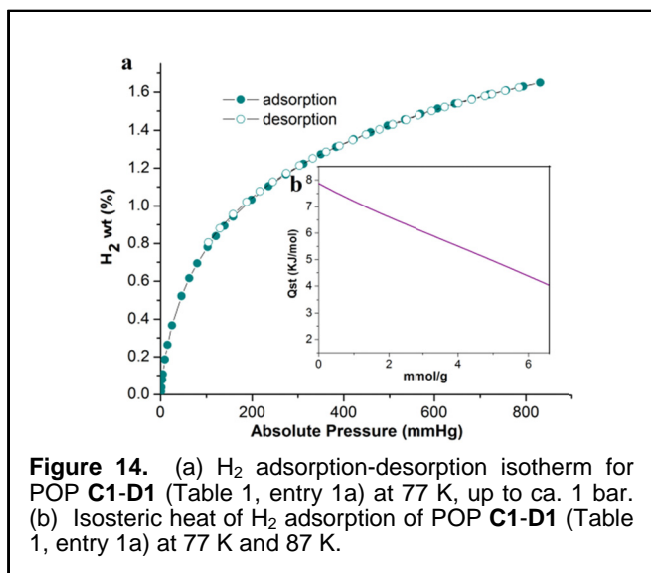 a
adsorption
desorption
H₂ wt (%)
1.6
1.4
1.2
1.0
0.8
0.6
0.4
0.2
0.0
0
200
400
600
800
Absolute Pressure (mmHg)
b
Qst (KJ/mol)
8
7
6
5
4
3
2
0
2
4
6
mmol/g
Figure 14. (a) H₂ adsorption-desorption isotherm for
POP C1-D1 (Table 1, entry 1a) at 77 K, up to ca. 1 bar.
(b) Isosteric heat of H₂ adsorption of POP C1-D1 (Table
1, entry 1a) at 77 K and 87 K.